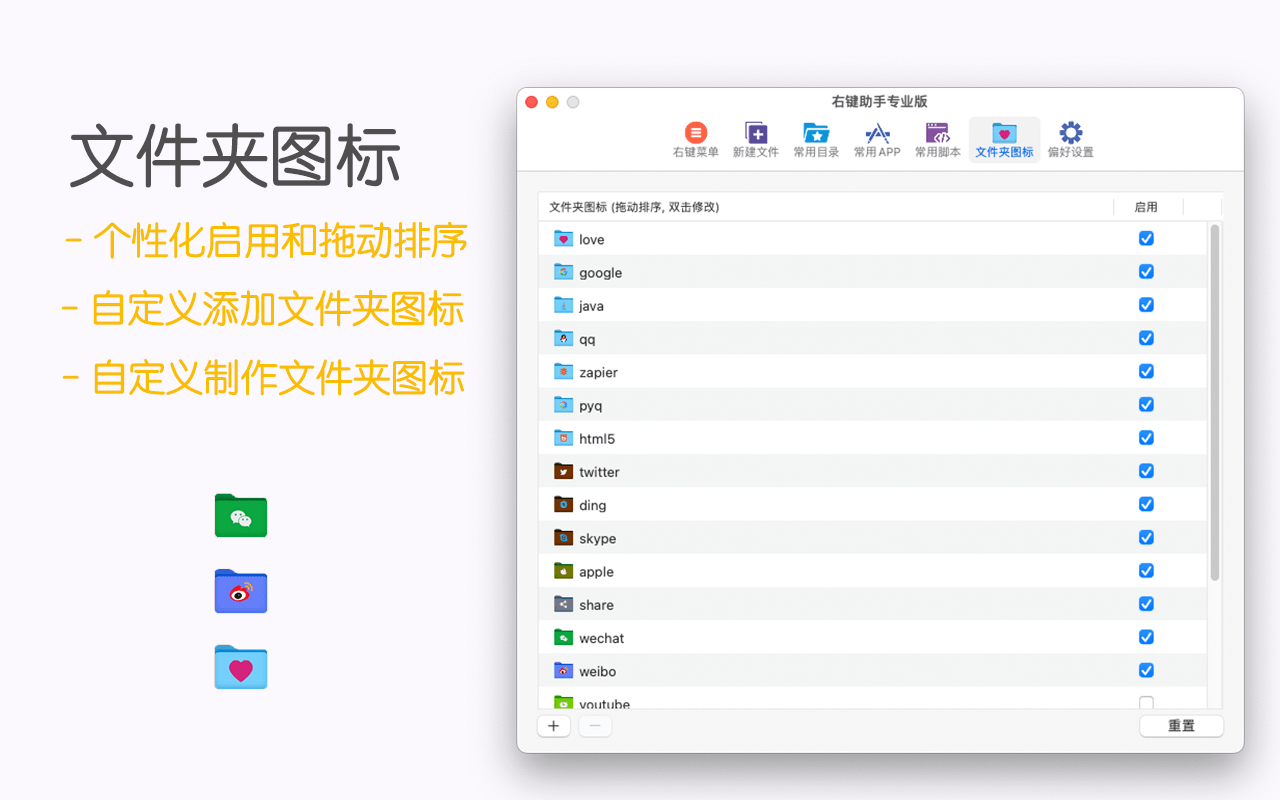 文件夹图标
- 个性化启用和拖动排序
- 自定义添加文件夹图标
- 自定义制作文件夹图标
右键助手专业版
右键菜单 新建文件 常用目录 常用APP 常用脚本 文件夹图标 偏好设置
文件夹图标 (拖动排序, 双击修改) 启用
love
google
java
qq
zapier
pyq
html5
twitter
ding
skype
apple
share
wechat
weibo
youtube
重置